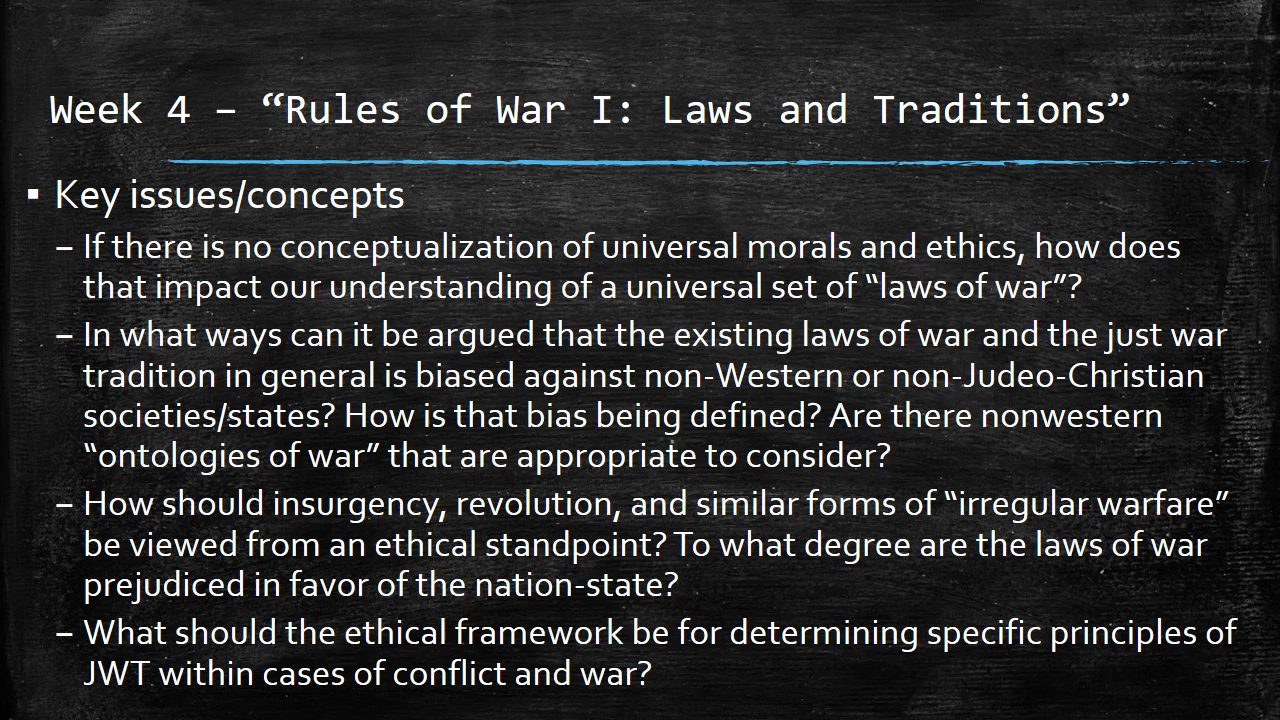 Week 4 – “Rules of War I: Laws and Traditions”
▪ Key issues/concepts
– If there is no conceptualization of universal morals and ethics, how does
that impact our understanding of a universal set of “laws of war”?
– In what ways can it be argued that the existing laws of war and the just war
tradition in general is biased against non-Western or non-Judeo-Christian
societies/states? How is that bias being defined? Are there nonwestern
“ontologies of war” that are appropriate to consider?
– How should insurgency, revolution, and similar forms of “irregular warfare”
be viewed from an ethical standpoint? To what degree are the laws of war
prejudiced in favor of the nation-state?
– What should the ethical framework be for determining specific principles of
JWT within cases of conflict and war?